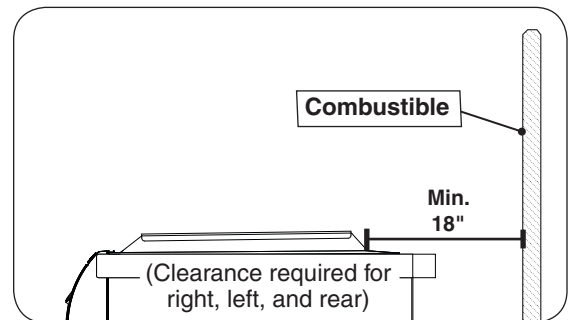 Combustible
Min.
18"
(Clearance required for
right, left, and rear)